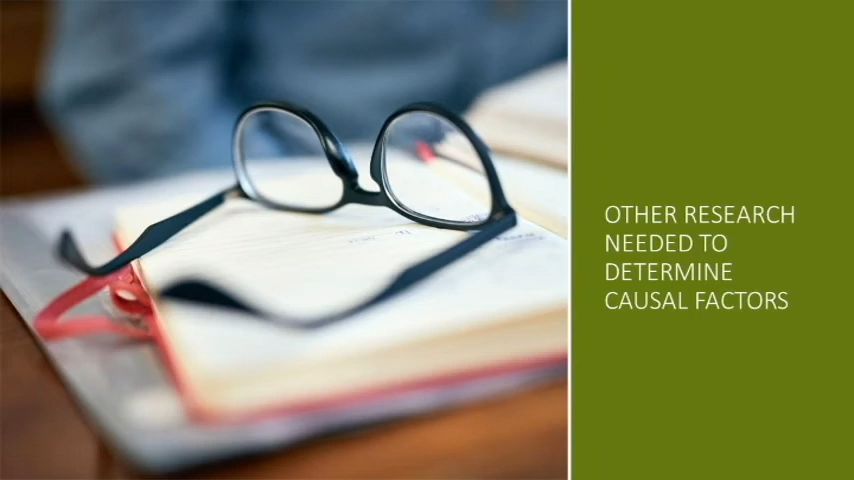 OTHER RESEARCH
NEEDED TO
DETERMINE
CAUSAL FACTORS